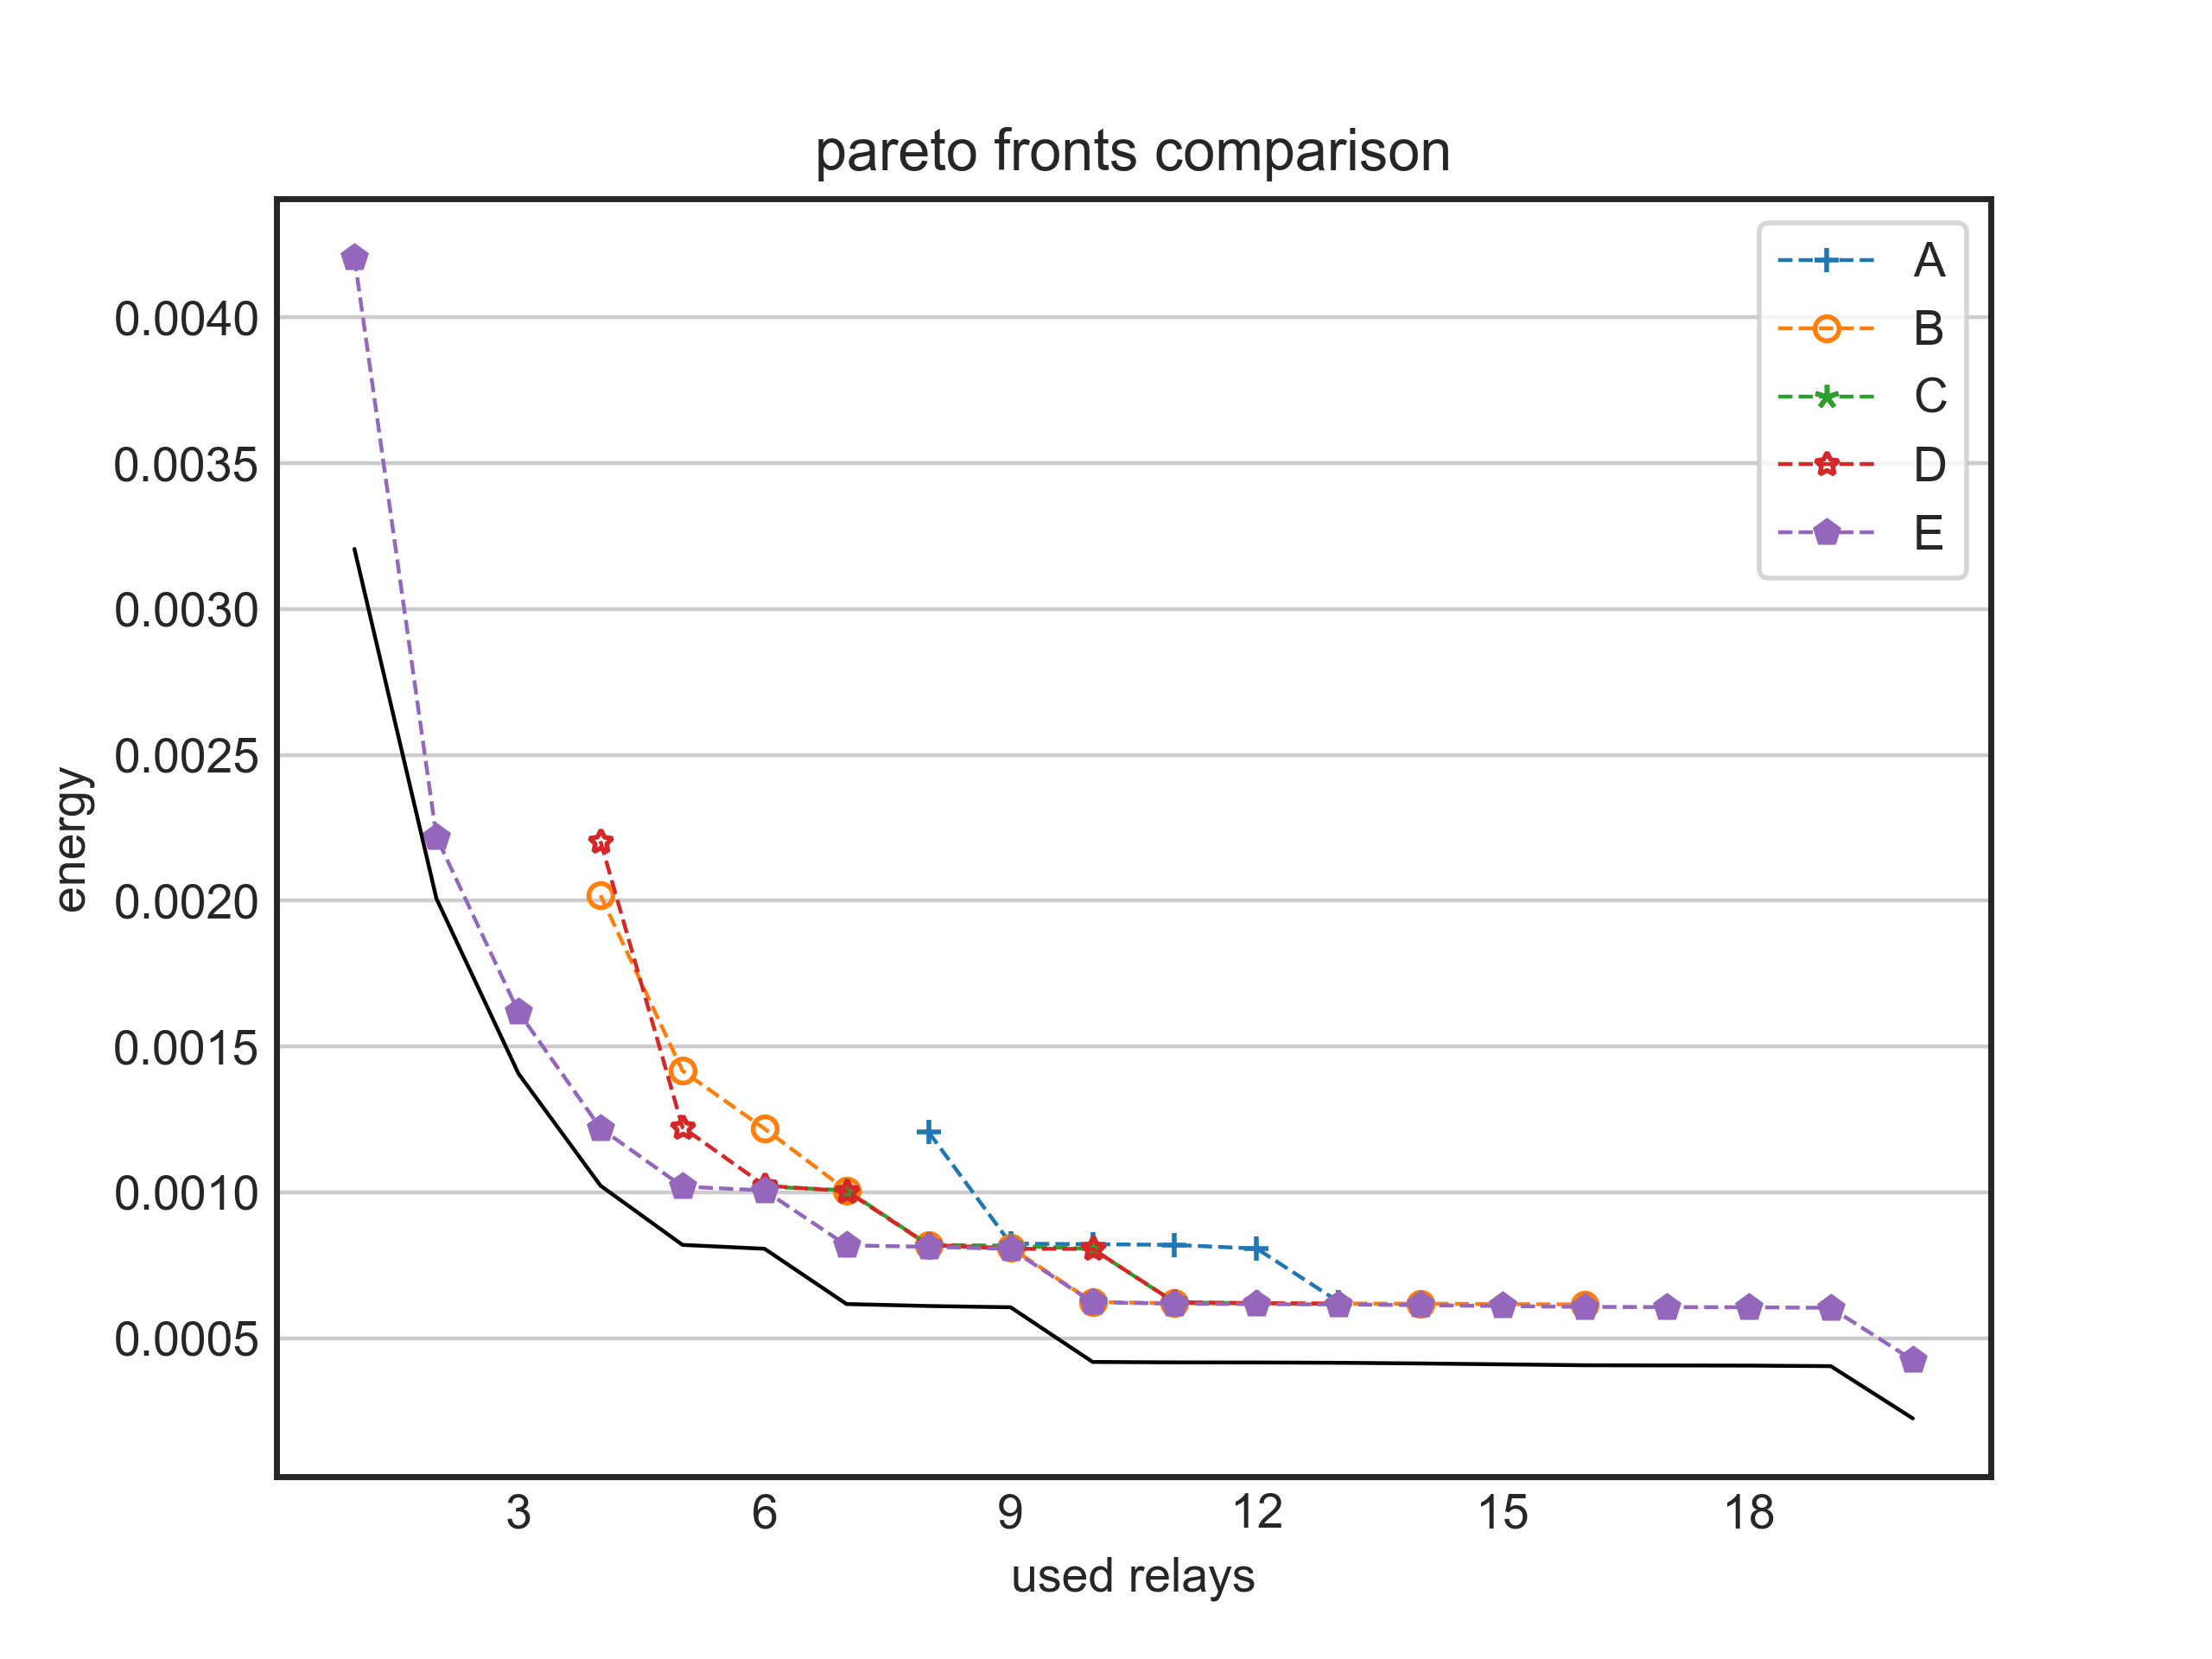 pareto fronts comparison
A
B
C
D
E
0.0040
0.0035
0.0030
0.0025
0.0020
0.0015
0.0010
0.0005
energy
3 6 9 12 15 18
used relays